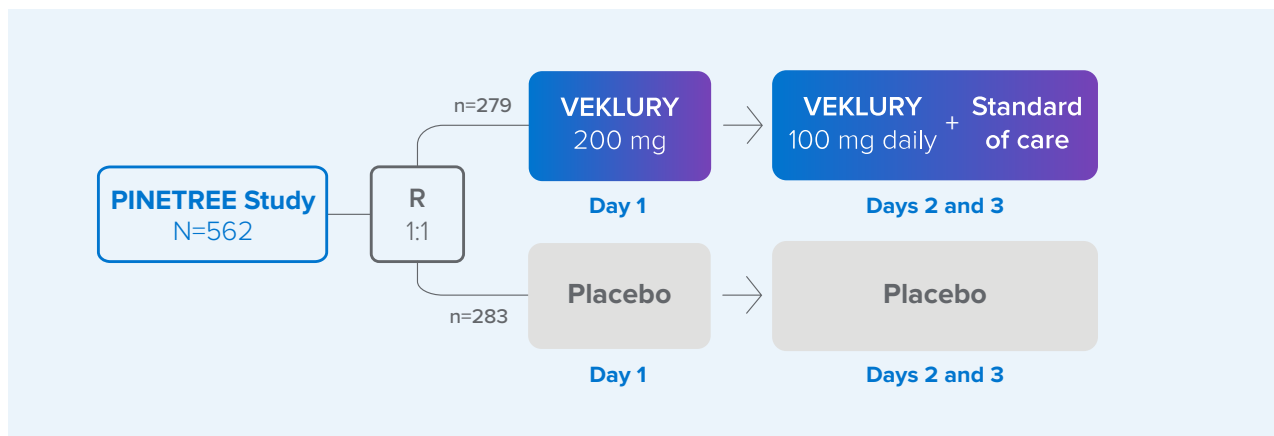 PINETREE Study
N=562
R
1:1
n=279
VEKLURY
200 mg
Day 1
VEKLURY
100 mg daily
+
Standard
of care
Days 2 and 3
n=283
Placebo
Day 1
Placebo
Days 2 and 3